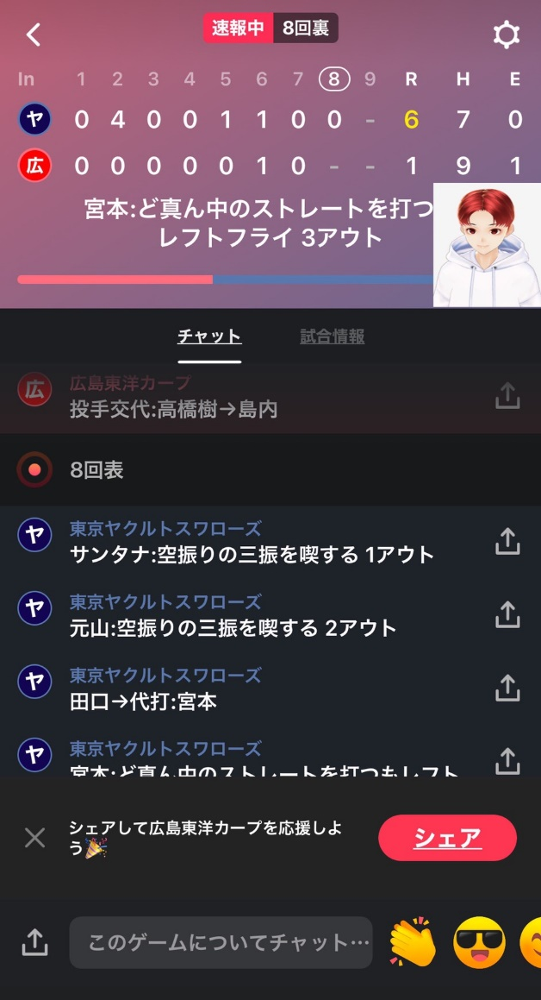 速報中 8回裏
In 1 2 3 4 5 6 7 8 9 R H E
ヤ 0 4 0 0 1 1 0 0 - 6 7 0
広 0 0 0 0 0 1 0 - - 1 9 1
宮本:ど真ん中のストレートを打つ
レフトフライ 3アウト
チャット 試合情報
広 広島東洋カープ
投手交代:高橋樹→島内
8回表
ヤ 東京ヤクルトスワローズ
サンタナ:空振りの三振を喫する 1アウト
ヤ 東京ヤクルトスワローズ
元山:空振りの三振を喫する 2アウト
ヤ 東京ヤクルトスワローズ
田口→代打:宮本
ヤ 東京ヤクルトスワローズ
宮本:ど真ん中のストレートを打つもレフト
シェアして広島東洋カープを応援しよ
う🎉
シェア
このゲームについてチャット…